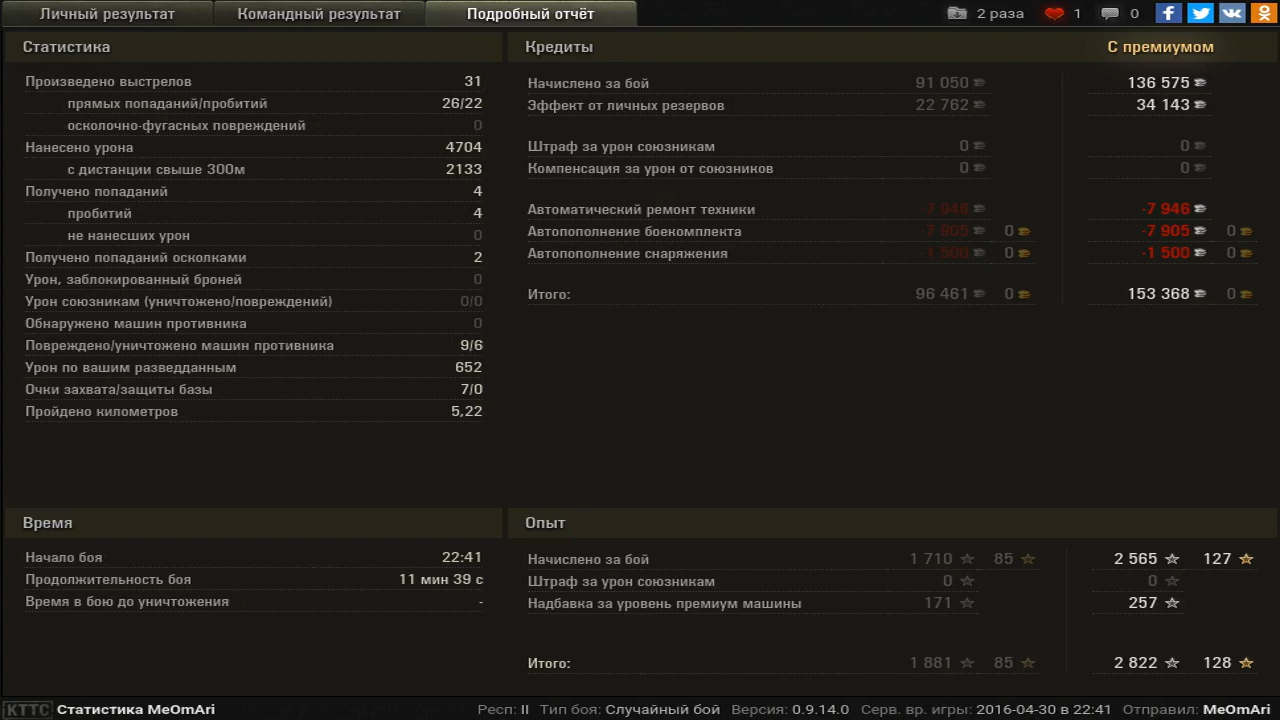 Личный результат Командный результат Подробный отчёт 2 раза 1 0
Статистика
Произведено выстрелов 31
прямых попаданий/пробитий 26/22
осколочно-фугасных повреждений 0
Нанесено урона 4704
с дистанции свыше 300м 2133
Получено попаданий 4
пробитий 4
не нанесших урон 0
Получено попаданий осколками 2
Урон, заблокированный броней 0
Урон союзникам (уничтожено/повреждений) 0/0
Обнаружено машин противника 0
Повреждено/уничтожено машин противника 9/6
Урон по вашим разведданным 652
Очки захвата/защиты базы 7/0
Пройдено километров 5,22
Кредиты С премиумом
Начислено за бой 91 050 136 575
Эффект от личных резервов 22 762 34 143
Штраф за урон союзникам 0 0
Компенсация за урон от союзников 0 0
Автоматический ремонт техники -7 946 -7 946
Автопополнение боекомплекта -7 905 0 -7 905 0
Автопополнение снаряжения -1 500 0 -1 500 0
Итого: 96 461 0 153 368 0
Время
Начало боя 22:41
Продолжительность боя 11 мин 39 с
Время в бою до уничтожения -
Опыт
Начислено за бой 1 710 85 2 565 127
Штраф за урон союзникам 0 0
Надбавка за уровень премиум машины 171 257
Итого: 1 881 85 2 822 128
КТТС Статистика MeOmAri Респ: II Тип боя: Случайный бой Версия: 0.9.14.0 Серв. вр. игры: 2016-04-30 в 22:41 Отправил: MeOmAri